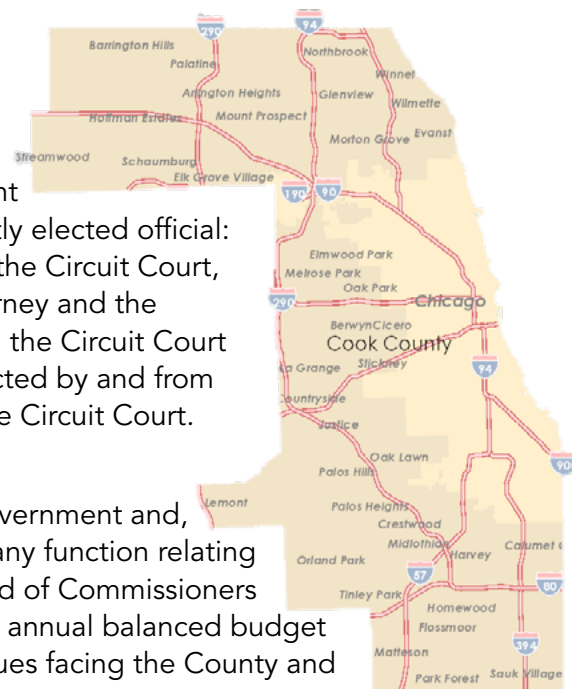 290
94
Barrington Hills
Northbrook
Palatine
Winnet
Arlington Heights
Glenview
Wilmette
Hoffman Estates
Mount Prospect
Evanst
Morton Grove
Streamwood
Schaumburg
Elk Grove Village
nt
190
90
tly elected official:
the Circuit Court,
Elmwood Park
Melrose Park
Oak Park
rney and the
290
Chicago
the Circuit Court
BerwynCicero
Cook County
cted by and from
La Grange
Stickney
94
e Circuit Court.
Countryside
Justice
Oak Lawn
90
Palos Hills
Lemont
Palos Heights
vernment and,
Crestwood
Midlothian
Calumet
any function relating
Harvey
Orland Park
57
d of Commissioners
Tinley Park
80
annual balanced budget
Homewood
Flossmoor
394
ues facing the County and
Matteson
Park Forest
Sauk Village